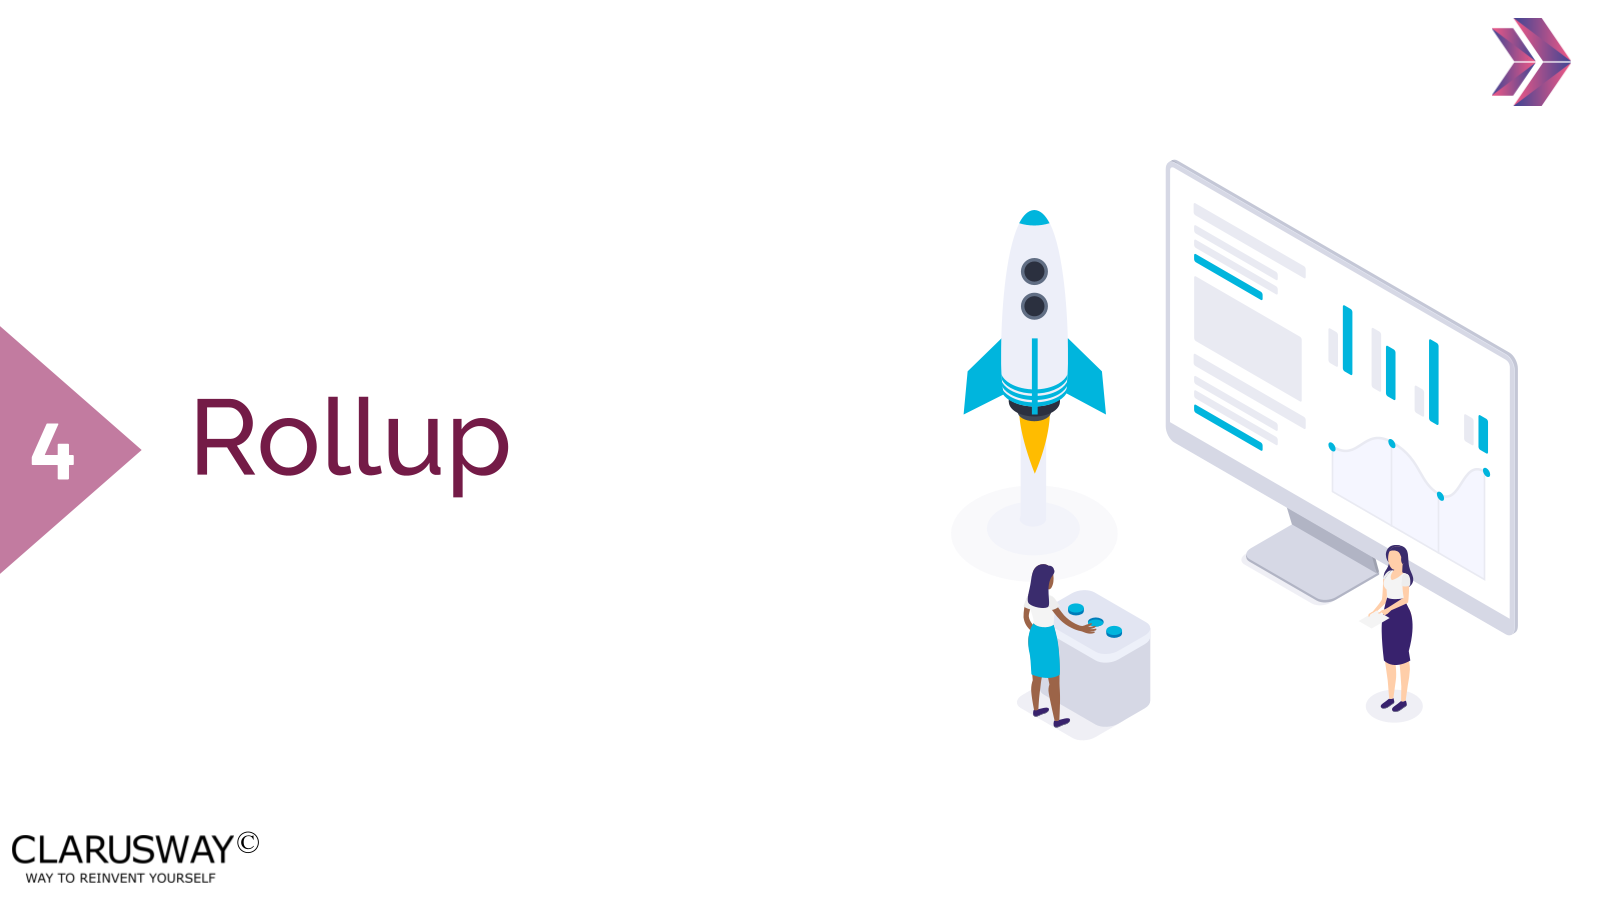 4
Rollup
CLARUSWAY©
WAY TO REINVENT YOURSELF